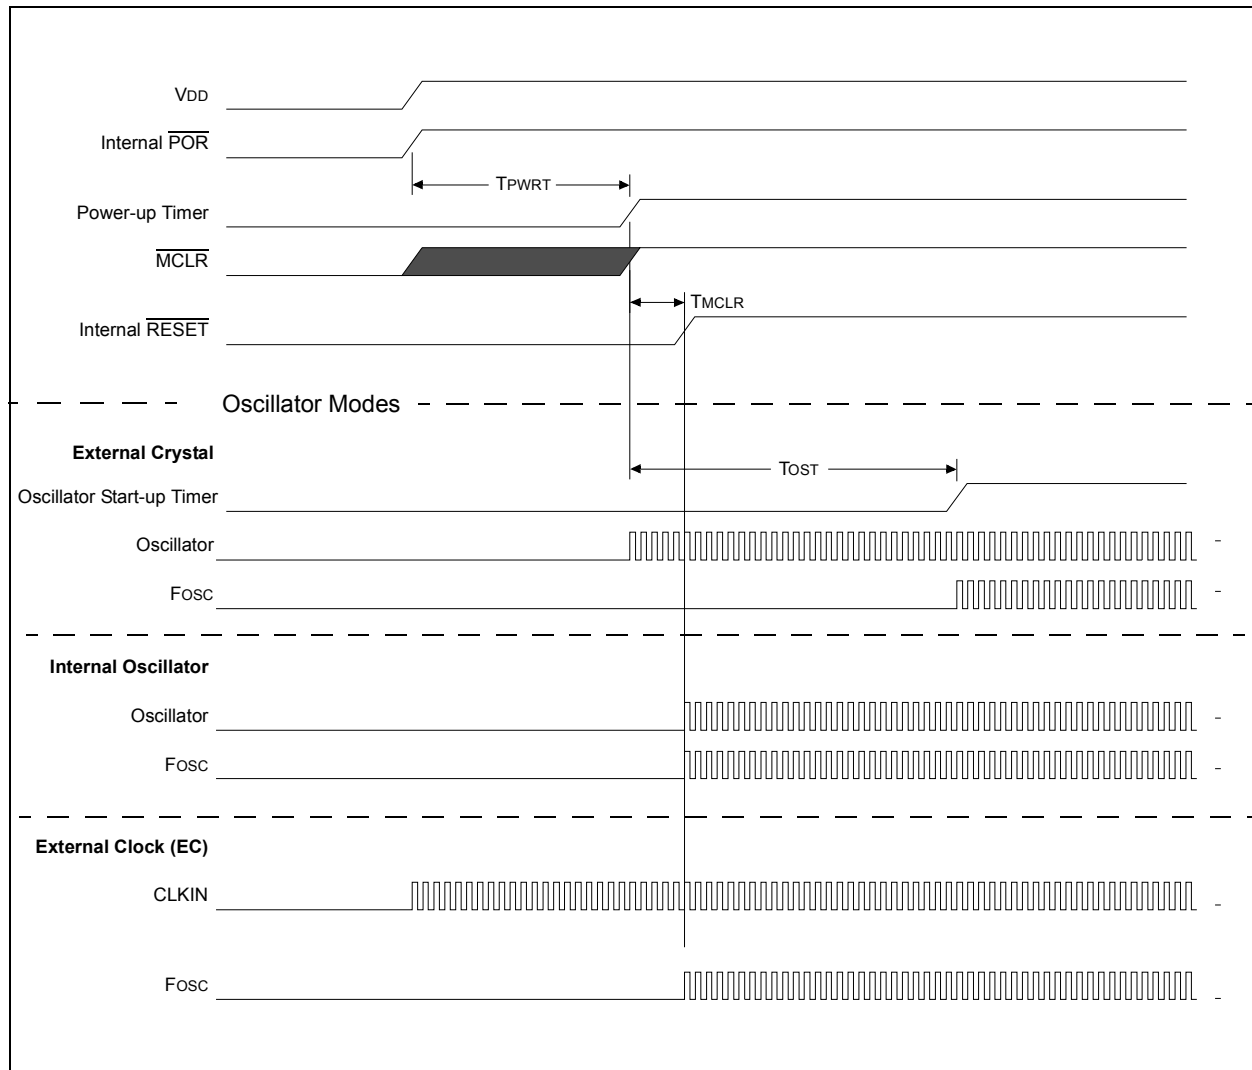 VDD
Internal POR
TPWRT
Power-up Timer
MCLR
TMCLR
Internal RESET
Oscillator Modes
External Crystal
TOST
Oscillator Start-up Timer
Oscillator
FOSC
Internal Oscillator
Oscillator
FOSC
External Clock (EC)
CLKIN
FOSC